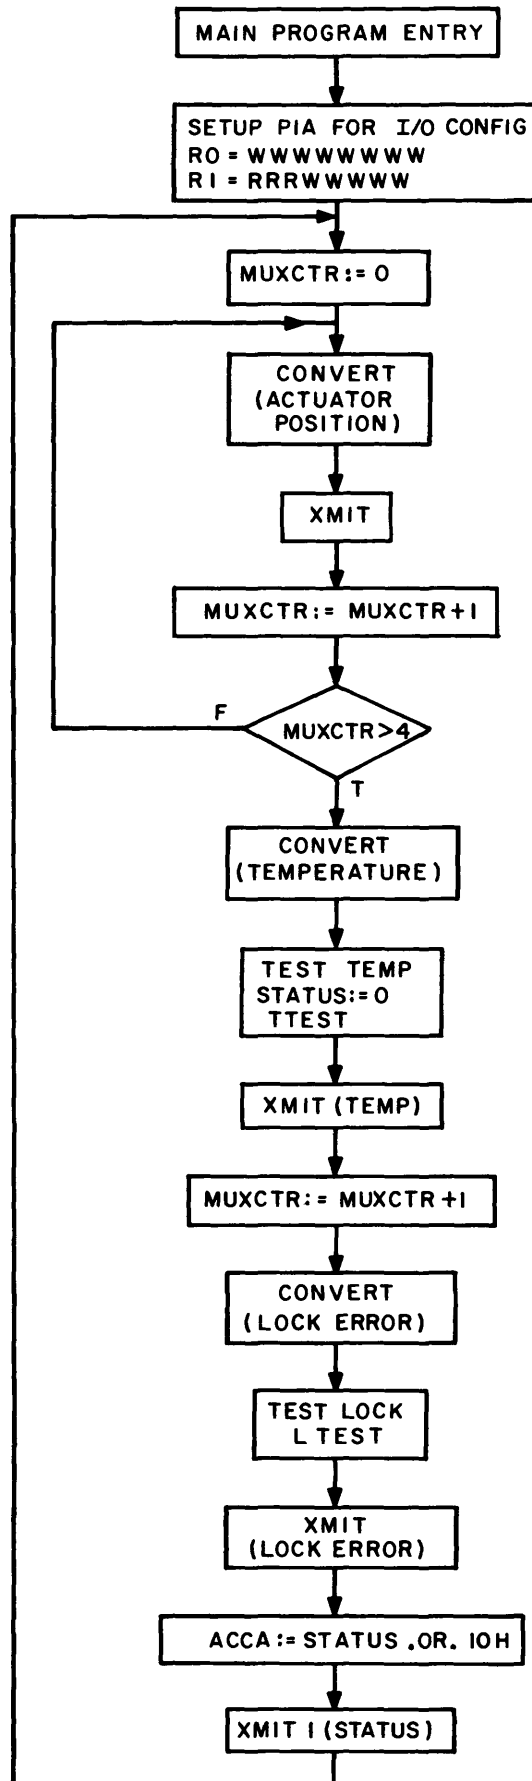 MAIN PROGRAM ENTRY
SETUP PIA FOR I/O CONFIG
R0 = WWWWWWWW
R1 = RRRWWWWW
MUXCTR:= 0
CONVERT
(ACTUATOR
POSITION)
XMIT
MUXCTR:= MUXCTR+1
F
MUXCTR>4
T
CONVERT
(TEMPERATURE)
TEST TEMP
STATUS:=0
TTEST
XMIT (TEMP)
MUXCTR:= MUXCTR+1
CONVERT
(LOCK ERROR)
TEST LOCK
L TEST
XMIT
(LOCK ERROR)
ACCA:= STATUS .OR. 10H
XMIT 1 (STATUS)